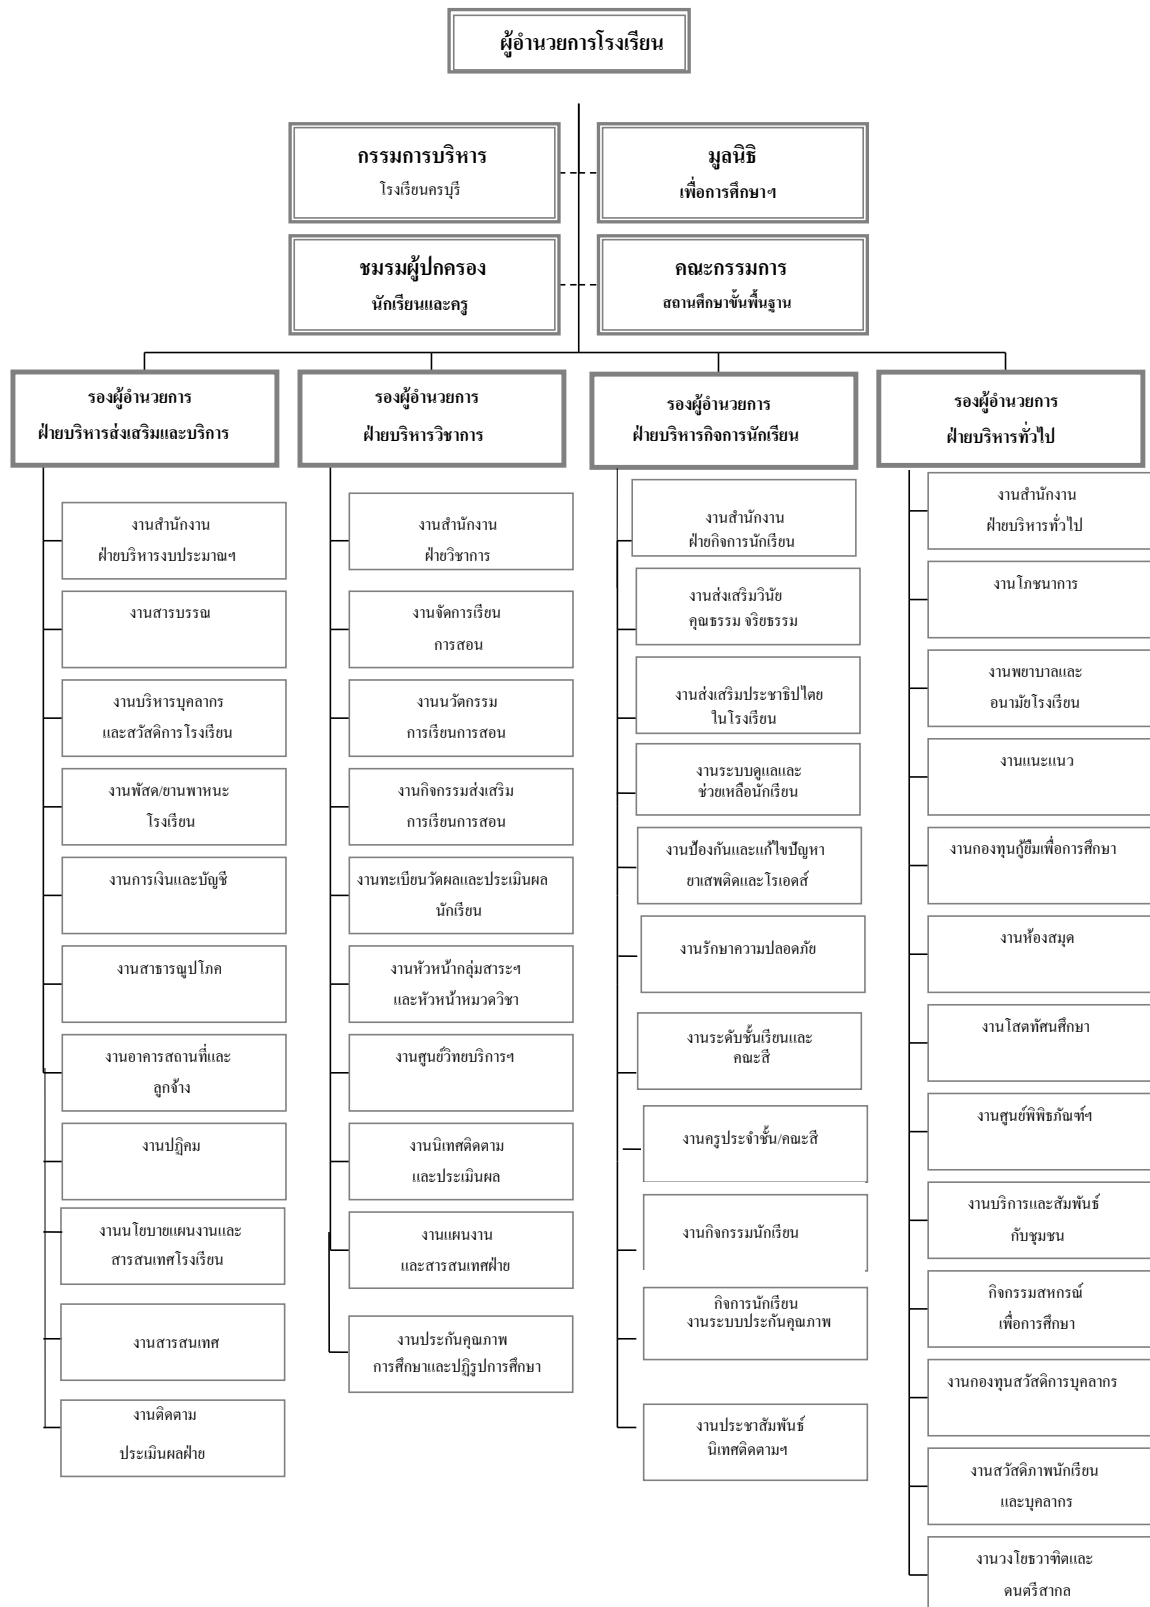 ผู้อำนวยการโรงเรียน
กรรมการบริหาร
โรงเรียนครบุรี
มูลนิธิ
เพื่อการศึกษาฯ
ชมรมผู้ปกครอง
นักเรียนและครู
คณะกรรมการ
สถานศึกษาขั้นพื้นฐาน
รองผู้อำนวยการ
ฝ่ายบริหารส่งเสริมและบริการ
งานสำนักงาน
ฝ่ายบริหารงบประมาณฯ
งานสารบรรณ
งานบริหารบุคลากร
และสวัสดิการโรงเรียน
งานพัสด/ยานพาหนะ
โรงเรียน
งานการเงินและบัญชี
งานสาธารณูปโภค
งานอาคารสถานที่และ
ลูกจ้าง
งานปฏิคม
งานนโยบายแผนงานและ
สารสนเทศโรงเรียน
งานสารสนเทศ
งานติดตาม
ประเมินผลฝ่าย
รองผู้อำนวยการ
ฝ่ายบริหารวิชาการ
งานสำนักงาน
ฝ่ายวิชาการ
งานจัดการเรียน
การสอน
งานนวัตกรรม
การเรียนการสอน
งานกิจกรรมส่งเสริม
การเรียนการสอน
งานทะเบียนวัดผลและประเมินผล
นักเรียน
งานหัวหน้ากลุ่มสาระฯ
และหัวหน้าหมวดวิชา
งานศูนย์วิทยบริการฯ
งานนิเทศติดตาม
และประเมินผล
งานแผนงาน
และสารสนเทศฝ่าย
งานประกันคุณภาพ
การศึกษาและปฏิรูปการศึกษา
รองผู้อำนวยการ
ฝ่ายบริหารกิจการนักเรียน
งานสำนักงาน
ฝ่ายกิจการนักเรียน
งานส่งเสริมวินัย
คุณธรรม จริยธรรม
งานส่งเสริมประชาธิปไตย
ในโรงเรียน
งานระบบดูแลและ
ช่วยเหลือนักเรียน
งานป้องกันและแก้ไขปัญหา
ยาเสพติดและโรเอดส์
งานรักษาความปลอดภัย
งานระดับชั้นเรียนและ
คณะสี
งานครูประจำชั้น/คณะสี
งานกิจกรรมนักเรียน
กิจการนักเรียน
งานระบบประกันคุณภาพ
งานประชาสัมพันธ์
นิเทศติดตามฯ
รองผู้อำนวยการ
ฝ่ายบริหารทั่วไป
งานสำนักงาน
ฝ่ายบริหารทั่วไป
งานโภชนาการ
งานพยาบาลและ
อนามัยโรงเรียน
งานแนะแนว
งานกองทุนกู้ยืมเพื่อการศึกษา
งานห้องสมุด
งานโสตทัศนศึกษา
งานศูนย์พิพิธภัณฑ์ฯ
งานบริการและสัมพันธ์
กับชุมชน
กิจกรรมสหกรณ์
เพื่อการศึกษา
งานกองทุนสวัสดิการบุคลากร
งานสวัสดิภาพนักเรียน
และบุคลากร
งานวงโยธวาฑิตและ
ดนตรีสากล